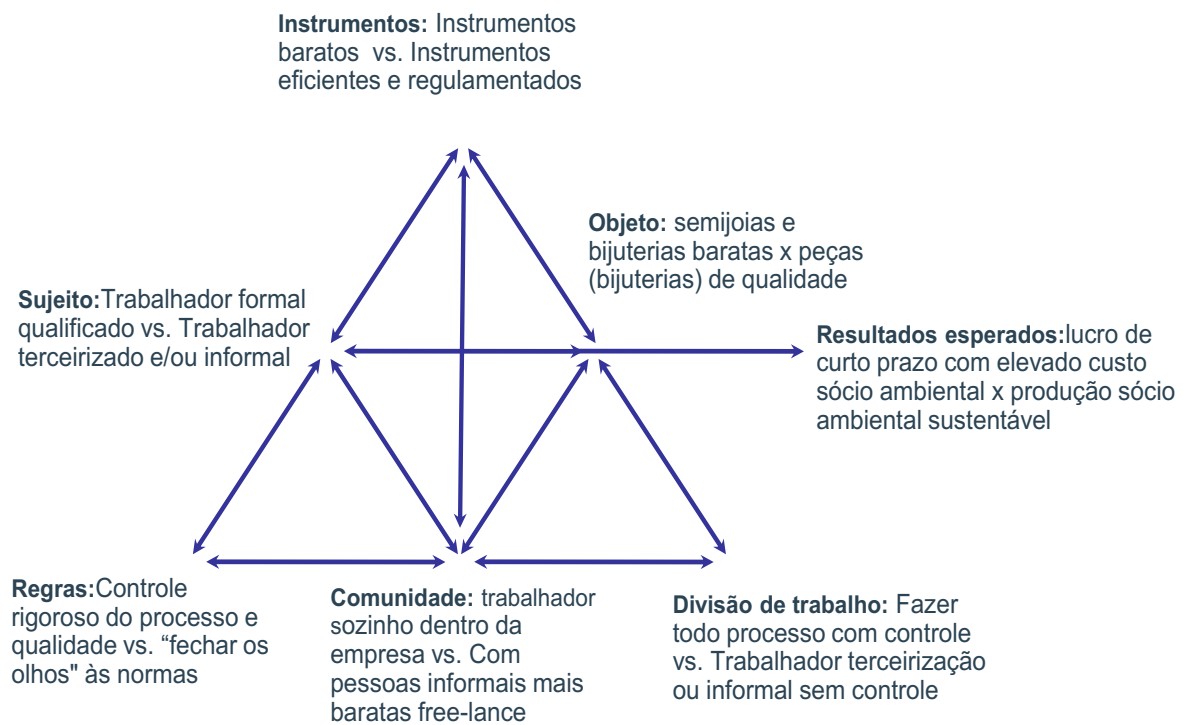 Instrumentos: Instrumentos
baratos vs. Instrumentos
eficientes e regulamentados
Objeto: semijoias e
bijuterias baratas x peças
(bijuterias) de qualidade
Sujeito:Trabalhador formal
qualificado vs. Trabalhador
terceirizado e/ou informal
Resultados esperados:lucro de
curto prazo com elevado custo
sócio ambiental x produção sócio
ambiental sustentável
Regras:Controle
rigoroso do processo e
qualidade vs. “fechar os
olhos" às normas
Comunidade: trabalhador
sozinho dentro da
empresa vs. Com
pessoas informais mais
baratas free-lance
Divisão de trabalho: Fazer
todo processo com controle
vs. Trabalhador terceirização
ou informal sem controle